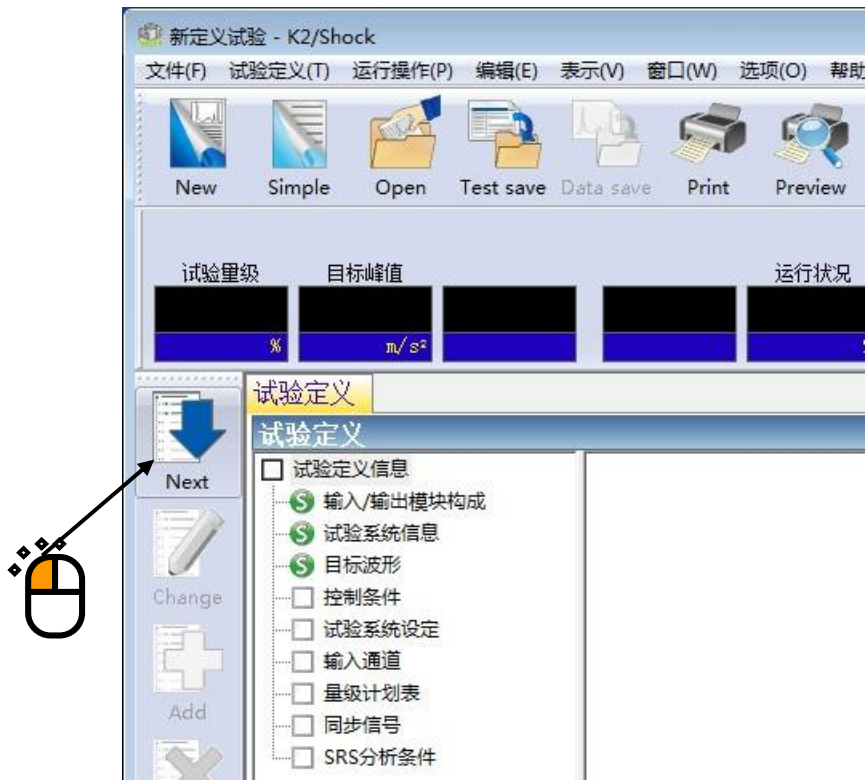 新定义试验 - K2/Shock
文件(F) 试验定义(T) 运行操作(P) 编辑(E) 表示(V) 窗口(W) 选项(O) 帮助
New Simple Open Test save Data save Print Preview
试验量级 目标峰值 运行状况
% m/s²
试验定义
试验定义
Next
试验定义信息
输入/输出模块构成
试验系统信息
目标波形
Change
控制条件
试验系统设定
输入通道
Add
量级计划表
同步信号
SRS分析条件